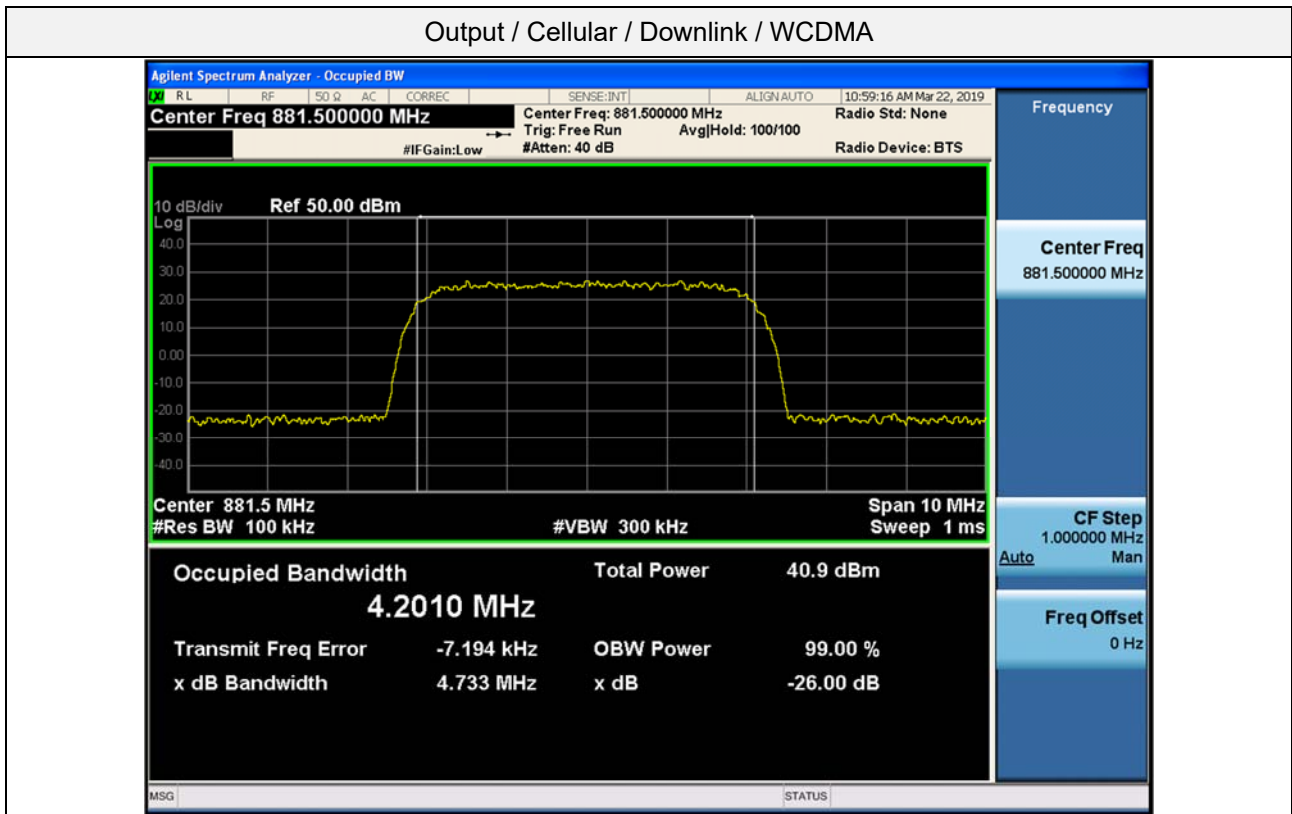 Output / Cellular / Downlink / WCDMA
Agilent Spectrum Analyzer - Occupied BW
LXI RL RF 50 Ω AC CORREC SENSE:INT ALIGN AUTO 10:59:16 AM Mar 22, 2019
Center Freq 881.500000 MHz
Center Freq: 881.500000 MHz Radio Std: None
Trig: Free Run Avg|Hold: 100/100
#IFGain:Low #Atten: 40 dB Radio Device: BTS
10 dB/div Ref 50.00 dBm
Log
40.0
30.0
20.0
10.0
0.00
-10.0
-20.0
-30.0
-40.0
Center 881.5 MHz Span 10 MHz
#Res BW 100 kHz #VBW 300 kHz Sweep 1 ms
Occupied Bandwidth Total Power 40.9 dBm
4.2010 MHz
Transmit Freq Error -7.194 kHz OBW Power 99.00 %
x dB Bandwidth 4.733 MHz x dB -26.00 dB
MSG STATUS
Frequency
Center Freq
881.500000 MHz
CF Step
1.000000 MHz
Auto Man
Freq Offset
0 Hz